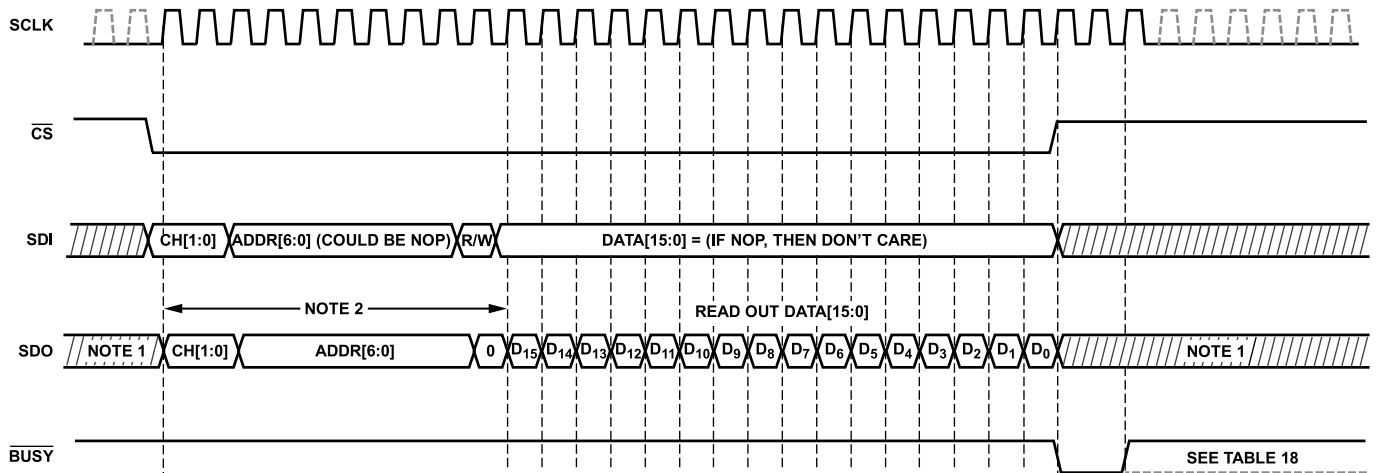 SCLK
CS
SDI
CH[1:0]
ADDR[6:0] (COULD BE NOP)
R/W
DATA[15:0] = (IF NOP, THEN DON'T CARE)
NOTE 2
READ OUT DATA[15:0]
SDO
NOTE 1
CH[1:0]
ADDR[6:0]
0
D15
D14
D13
D12
D11
D10
D9
D8
D7
D6
D5
D4
D3
D2
D1
D0
NOTE 1
BUSY
SEE TABLE 18